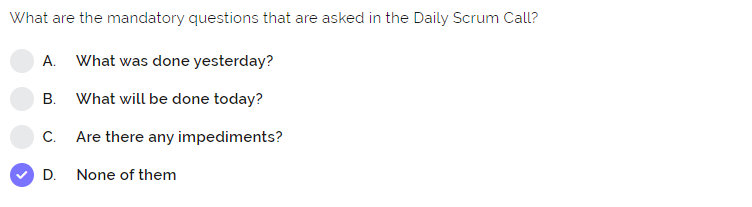 What are the mandatory questions that are asked in the Daily Scrum Call?
A. What was done yesterday?
B. What will be done today?
C. Are there any impediments?
D. None of them